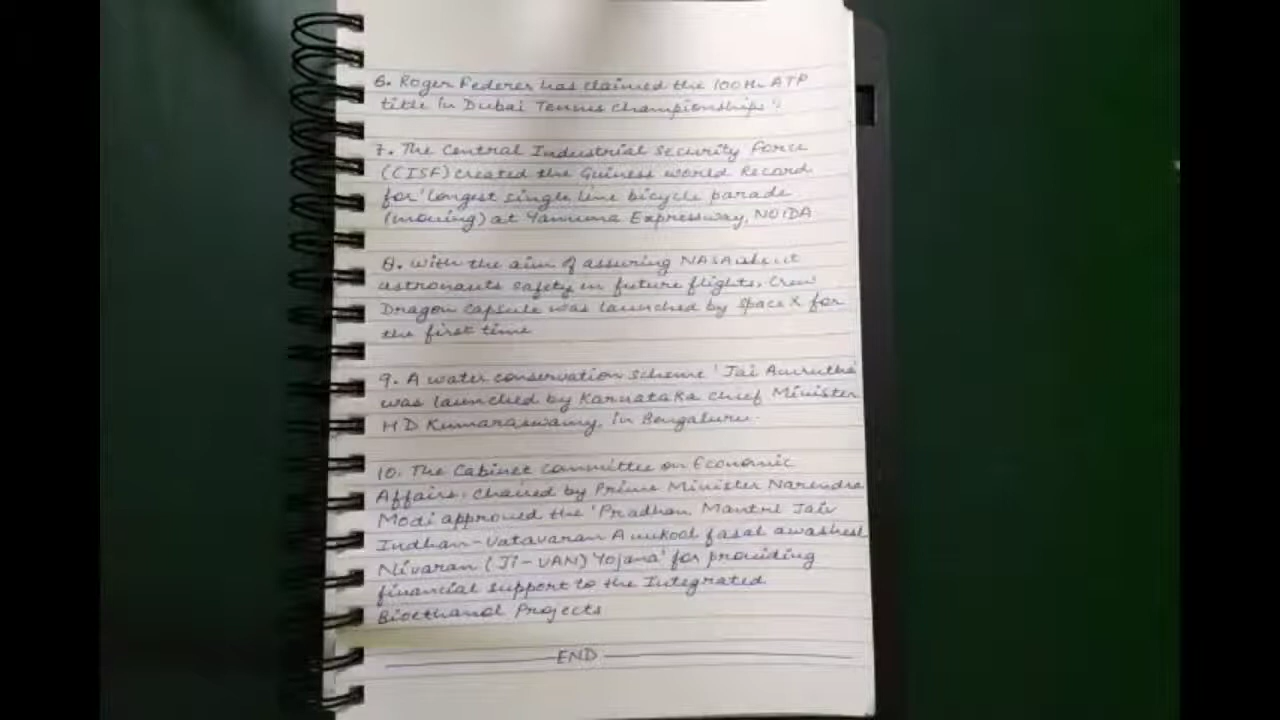 6. Roger Federer has claimed the 100th ATP
title in Dubai Tennis Championships'.
7. The Central Industrial Security Force
(CISF) created the Guiness world Record
for 'Longest single line bicycle parade
(moving) at Yamuna Expressway, NOIDA
8. With the aim of assuring NASA about
astronauts safety in future flights, Crew
Dragon capsule was launched by Space X for
the first time
9. A water conservation scheme 'Jai Amrutha'
was launched by Karnataka chief Minister
H D Kumaraswamy, in Bengaluru.
10. The Cabinet Committee on Economic
Affairs, chaired by Prime Minister Narendra
Modi approved the 'Pradhan Mantri Jaiv
Indhan-Vatavaran Anukool fasal awashesh
Nivaran (JI-VAN) Yojana' for providing
financial support to the Integrated
Bioethanol Projects
END